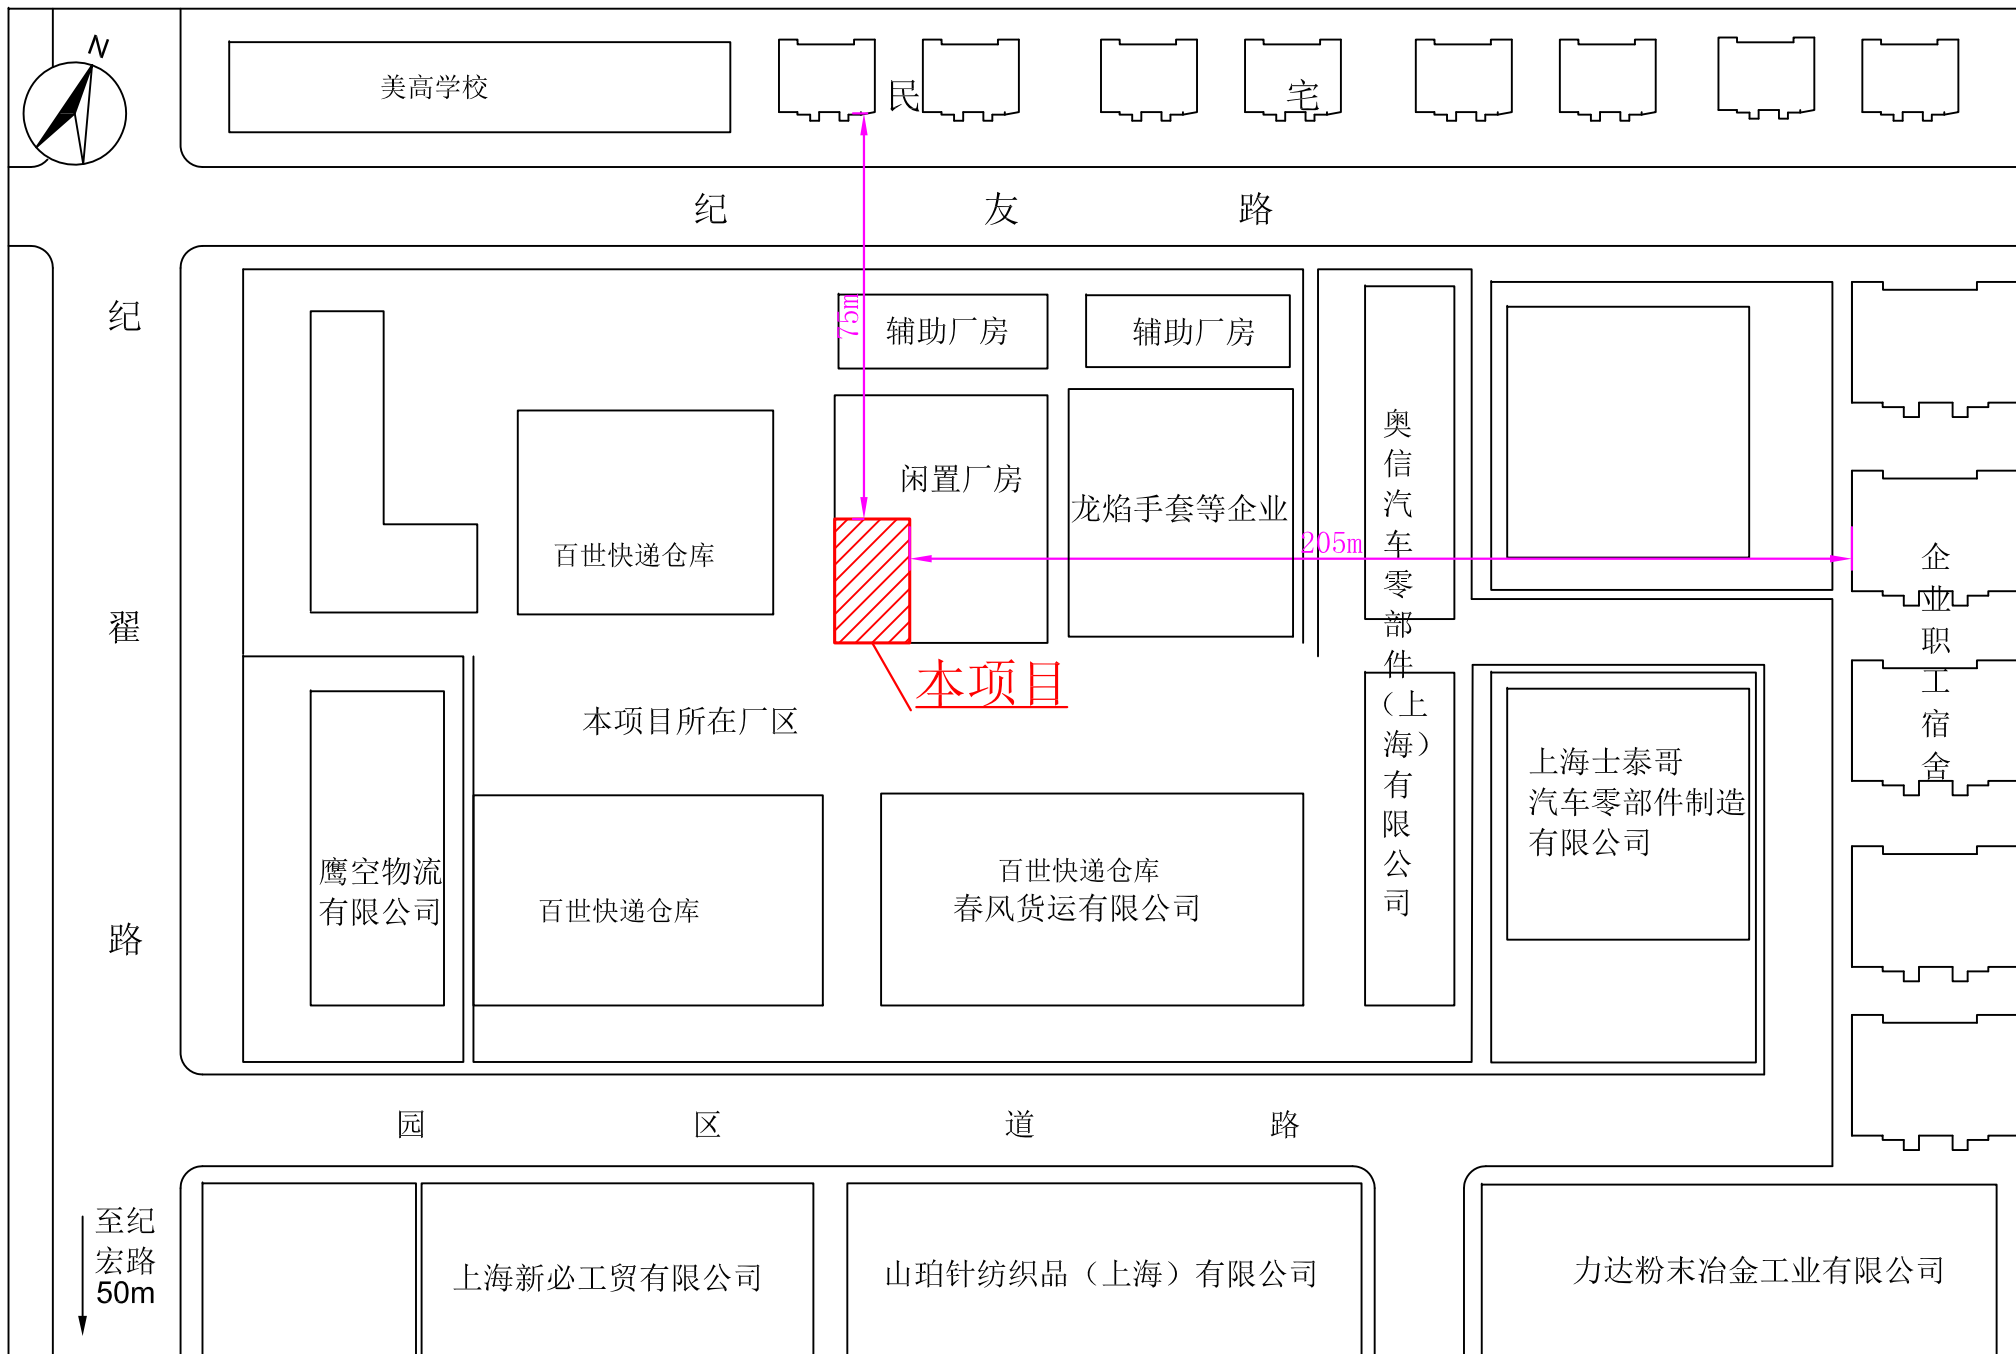 N
美高学校
民
宅
纪友路
纪翟路
75m
辅助厂房
辅助厂房
闲置厂房
龙焰手套等企业
百世快递仓库
205m
奥信汽车零部件（上海）有限公司
企业职工宿舍
本项目
本项目所在厂区
上海士泰哥
汽车零部件制造
有限公司
鹰空物流
有限公司
百世快递仓库
百世快递仓库
春风货运有限公司
园区道路
至纪
宏路
50m
上海新必工贸有限公司
山珀针纺织品（上海）有限公司
力达粉末冶金工业有限公司